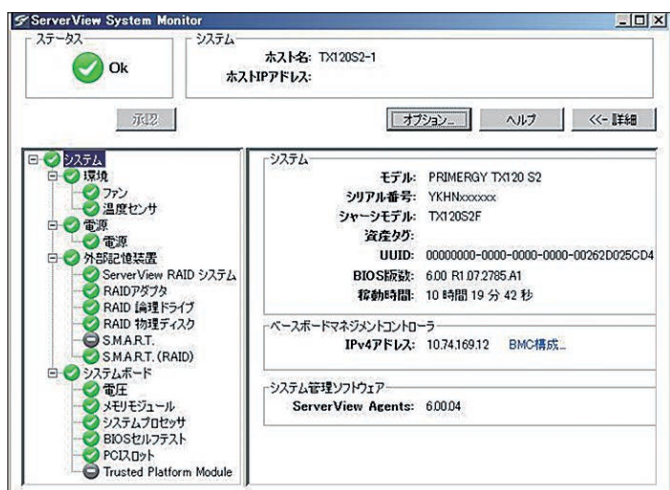 ServerView System Monitor
ステータス
Ok
システム
ホスト名: TX120S2-1
ホストIPアドレス:
承認
オプション...
ヘルプ
<<- 詳細
システム
環境
ファン
温度センサ
電源
電源
外部記憶装置
ServerView RAID システム
RAIDアダプタ
RAID 論理ドライブ
RAID 物理ディスク
S.M.A.R.T.
S.M.A.R.T. (RAID)
システムボード
電圧
メモリモジュール
システムプロセッサ
BIOSセルフテスト
PCIスロット
Trusted Platform Module
システム
モデル: PRIMERGY TX120 S2
シリアル番号: YKHNxxxxxx
シャーシモデル: TX120S2F
資産タグ:
UUID: 00000000-0000-0000-0000-00262D025CD4
BIOS版数: 6.00 R1.07.2785.A1
稼動時間: 10 時間 19 分 42 秒
ベースボードマネジメントコントローラ
IPv4アドレス: 10.74.169.12 BMC構成...
システム管理ソフトウェア
ServerView Agents: 6.00.04